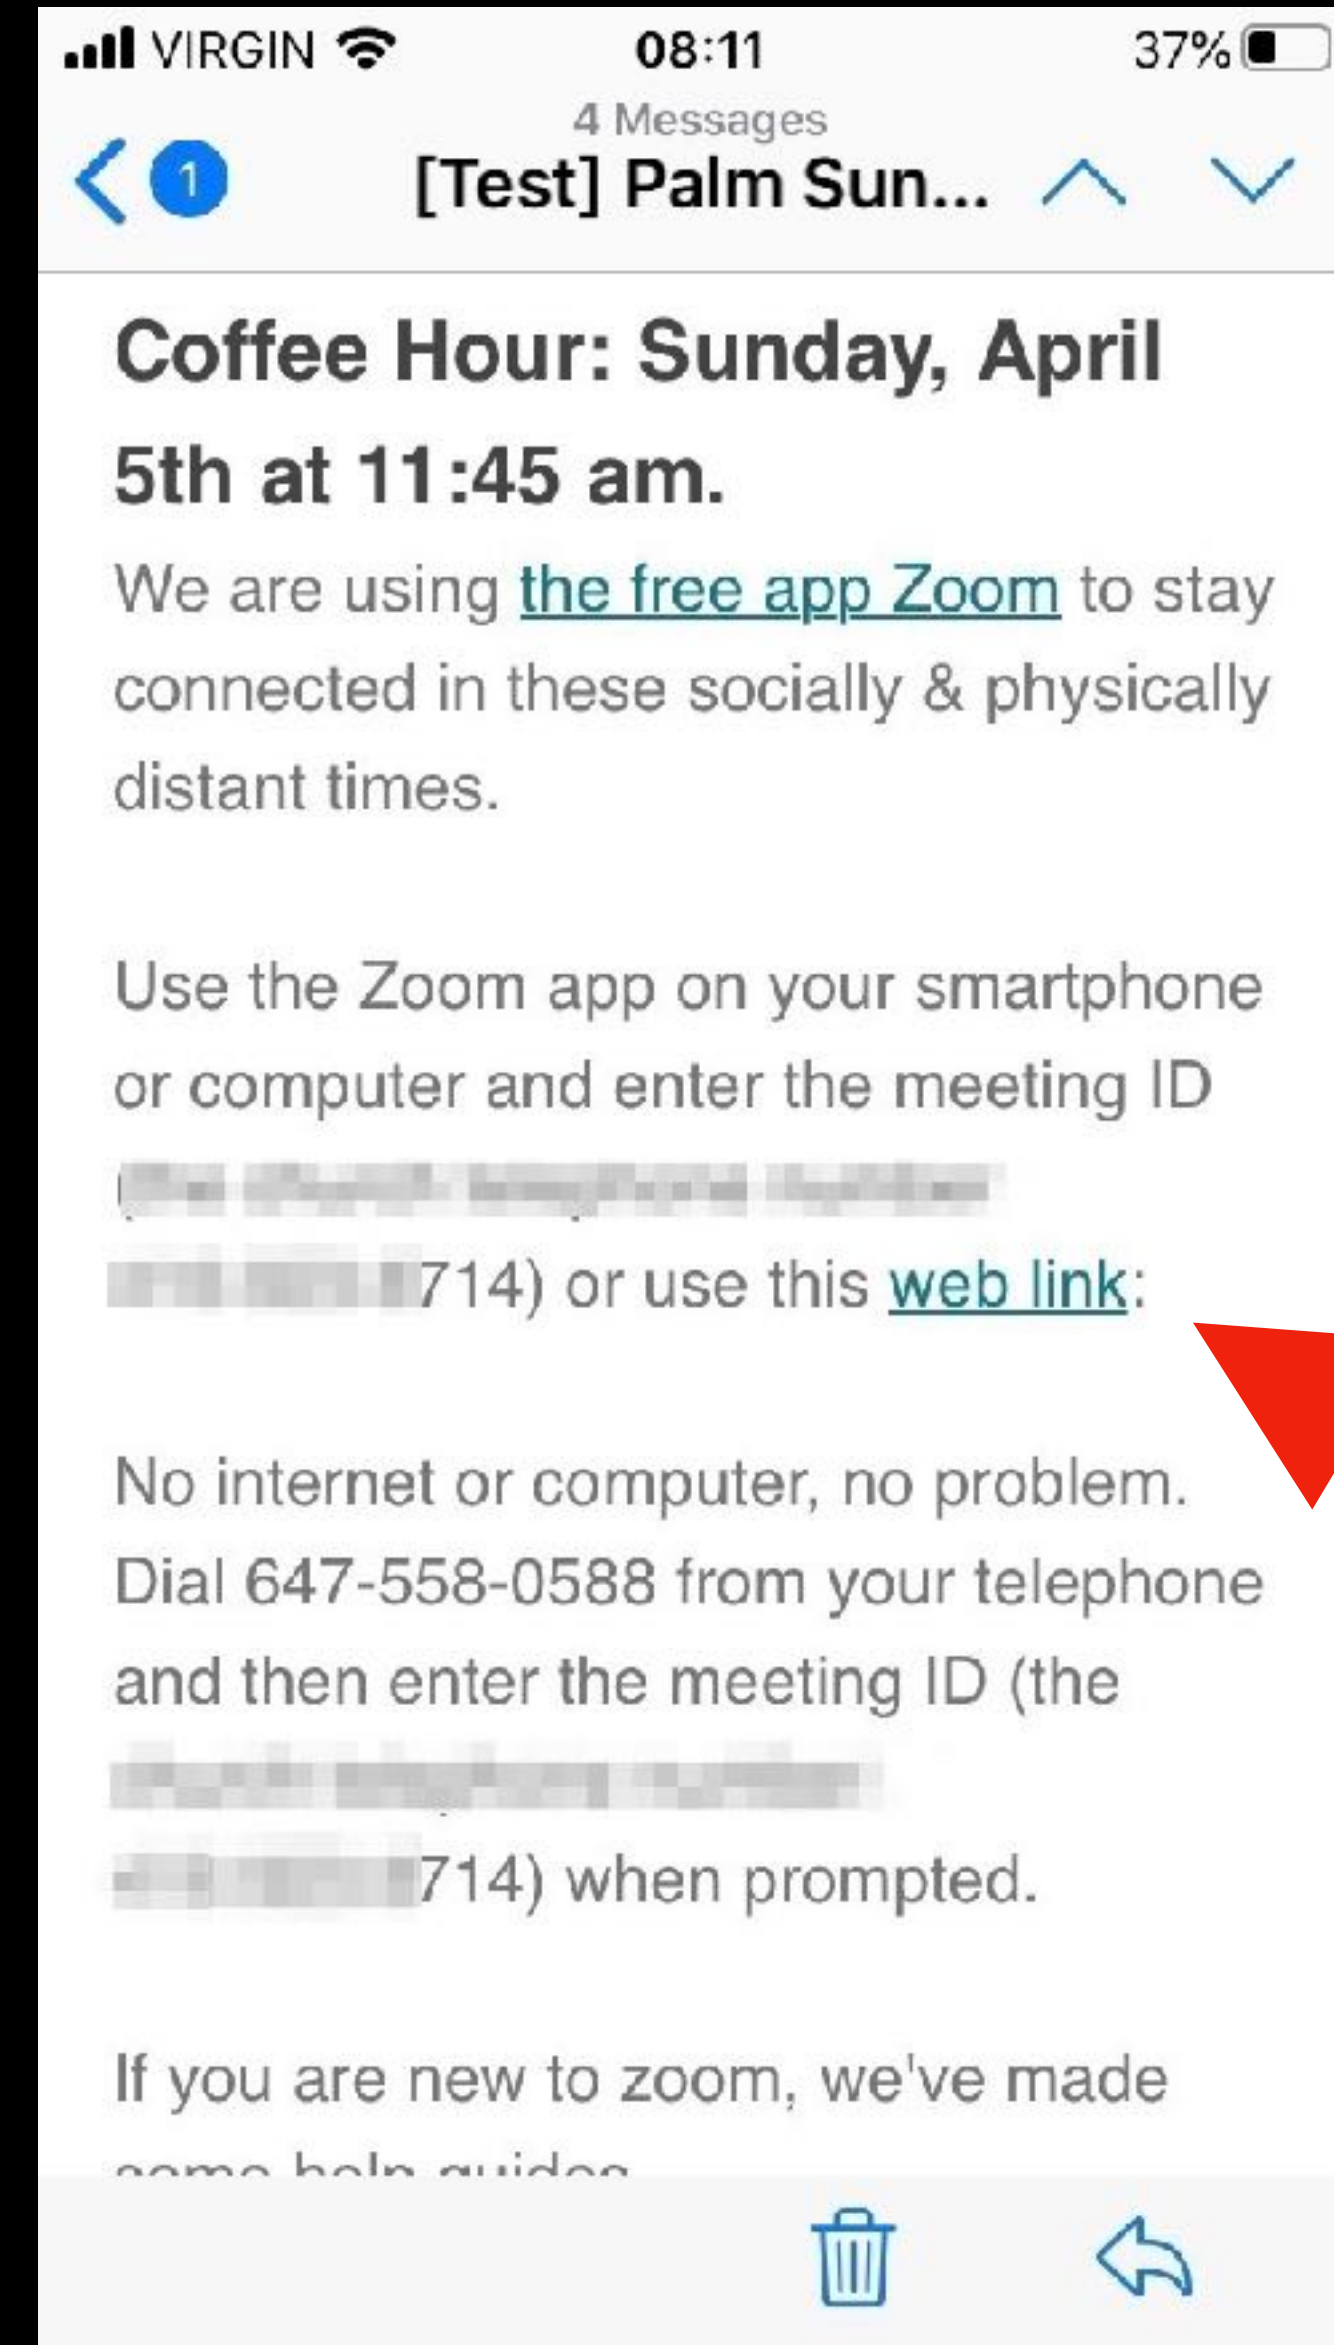 VIRGIN 08:11 37%
4 Messages
1 [Test] Palm Sun...
Coffee Hour: Sunday, April
5th at 11:45 am.
We are using the free app Zoom to stay
connected in these socially & physically
distant times.
Use the Zoom app on your smartphone
or computer and enter the meeting ID
714) or use this web link:
No internet or computer, no problem.
Dial 647-558-0588 from your telephone
and then enter the meeting ID (the
714) when prompted.
If you are new to zoom, we've made
some help guides